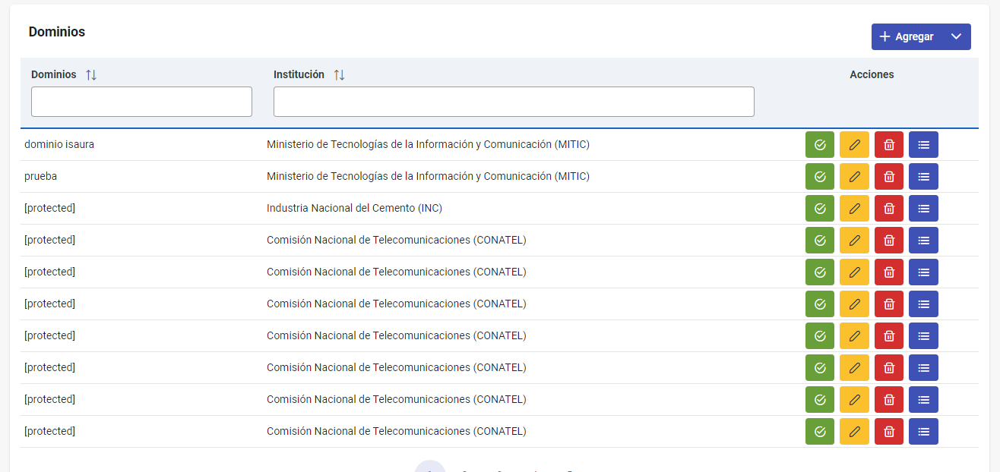 Dominios
Agregar
Dominios Institución Acciones
dominio isaura Ministerio de Tecnologías de la Información y Comunicación (MITIC)
prueba Ministerio de Tecnologías de la Información y Comunicación (MITIC)
[protected] Industria Nacional del Cemento (INC)
[protected] Comisión Nacional de Telecomunicaciones (CONATEL)
[protected] Comisión Nacional de Telecomunicaciones (CONATEL)
[protected] Comisión Nacional de Telecomunicaciones (CONATEL)
[protected] Comisión Nacional de Telecomunicaciones (CONATEL)
[protected] Comisión Nacional de Telecomunicaciones (CONATEL)
[protected] Comisión Nacional de Telecomunicaciones (CONATEL)
[protected] Comisión Nacional de Telecomunicaciones (CONATEL)